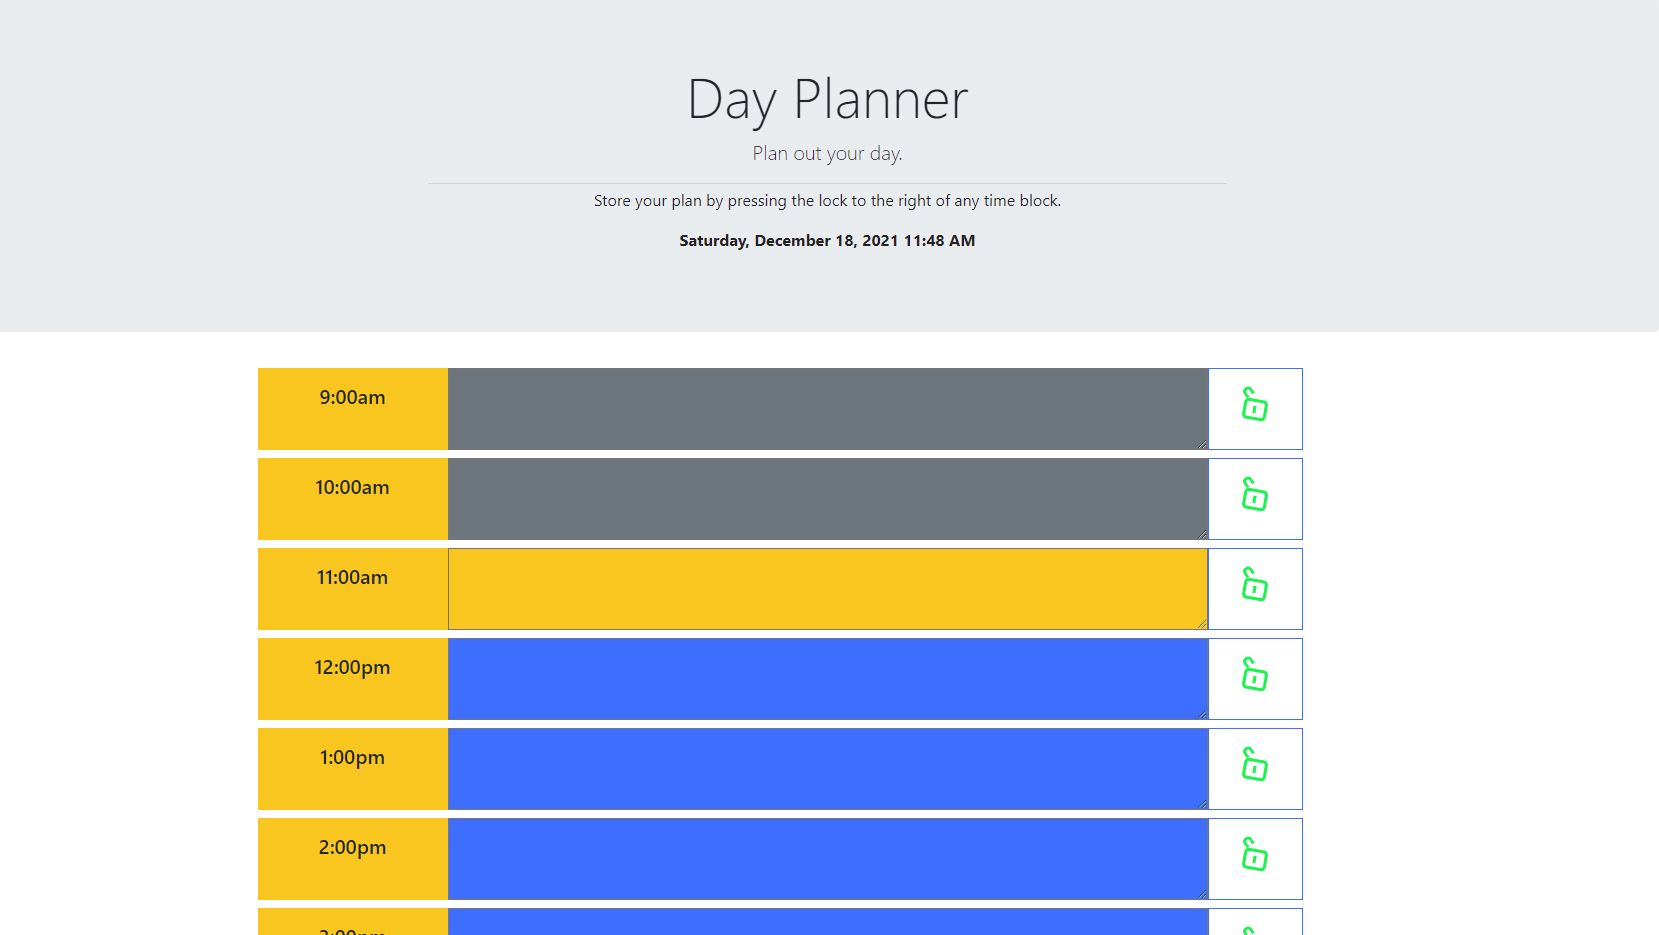 Day Planner
Plan out your day.
Store your plan by pressing the lock to the right of any time block.
Saturday, December 18, 2021 11:48 AM
9:00am
10:00am
11:00am
12:00pm
1:00pm
2:00pm
3:00pm